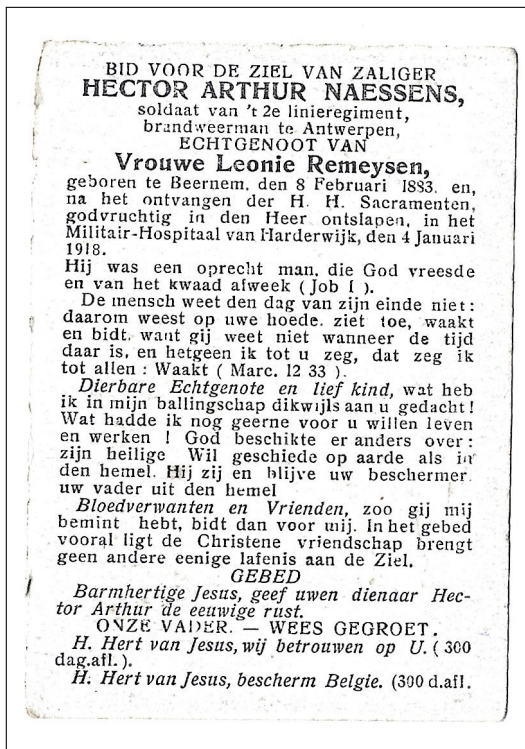 BID VOOR DE ZIEL VAN ZALIGER
HECTOR ARTHUR NAESSENS,
soldaat van 't 2e linieregiment,
brandweerman te Antwerpen,
ECHTGENOOT VAN
Vrouwe Leonie Remeysen,
geboren te Beernem, den 8 Februari 1883. en,
na het ontvangen der H. H. Sacramenten,
godvruchtig in den Heer ontslapen, in het
Militair-Hospitaal van Harderwijk, den 4 Januari
1918.
Hij was een oprecht man, die God vreesde
en van het kwaad afweek ( Job I ).
De mensch weet den dag van zijn einde niet :
daarom weest op uwe hoede, ziet toe, waakt
en bidt, want gij weet niet wanneer de tijd
daar is, en hetgeen ik tot u zeg, dat zeg ik
tot allen : Waakt ( Marc. 12 33 ).
Dierbare Echtgenote en lief kind, wat heb
ik in mijn ballingschap dikwijls aan u gedacht !
Wat hadde ik nog geerne voor u willen leven
en werken ! God beschikte er anders over :
zijn heilige Wil geschiede op aarde als in
den hemel. Hij zij en blijve uw beschermer
uw vader uit den hemel
Bloedverwanten en Vrienden, zoo gij mij
bemint hebt, bidt dan voor mij. In het gebed
vooral ligt de Christene vriendschap brengt
geen andere eenige lafenis aan de Ziel.
GEBED
Barmhertige Jesus, geef uwen dienaar Hec-
tor Arthur de eeuwige rust.
ONZE VADER. — WEES GEGROET.
H. Hert van Jesus, wij betrouwen op U. ( 300
dag.afl. ).
H. Hert van Jesus, bescherm Belgie. (300 d.afl.